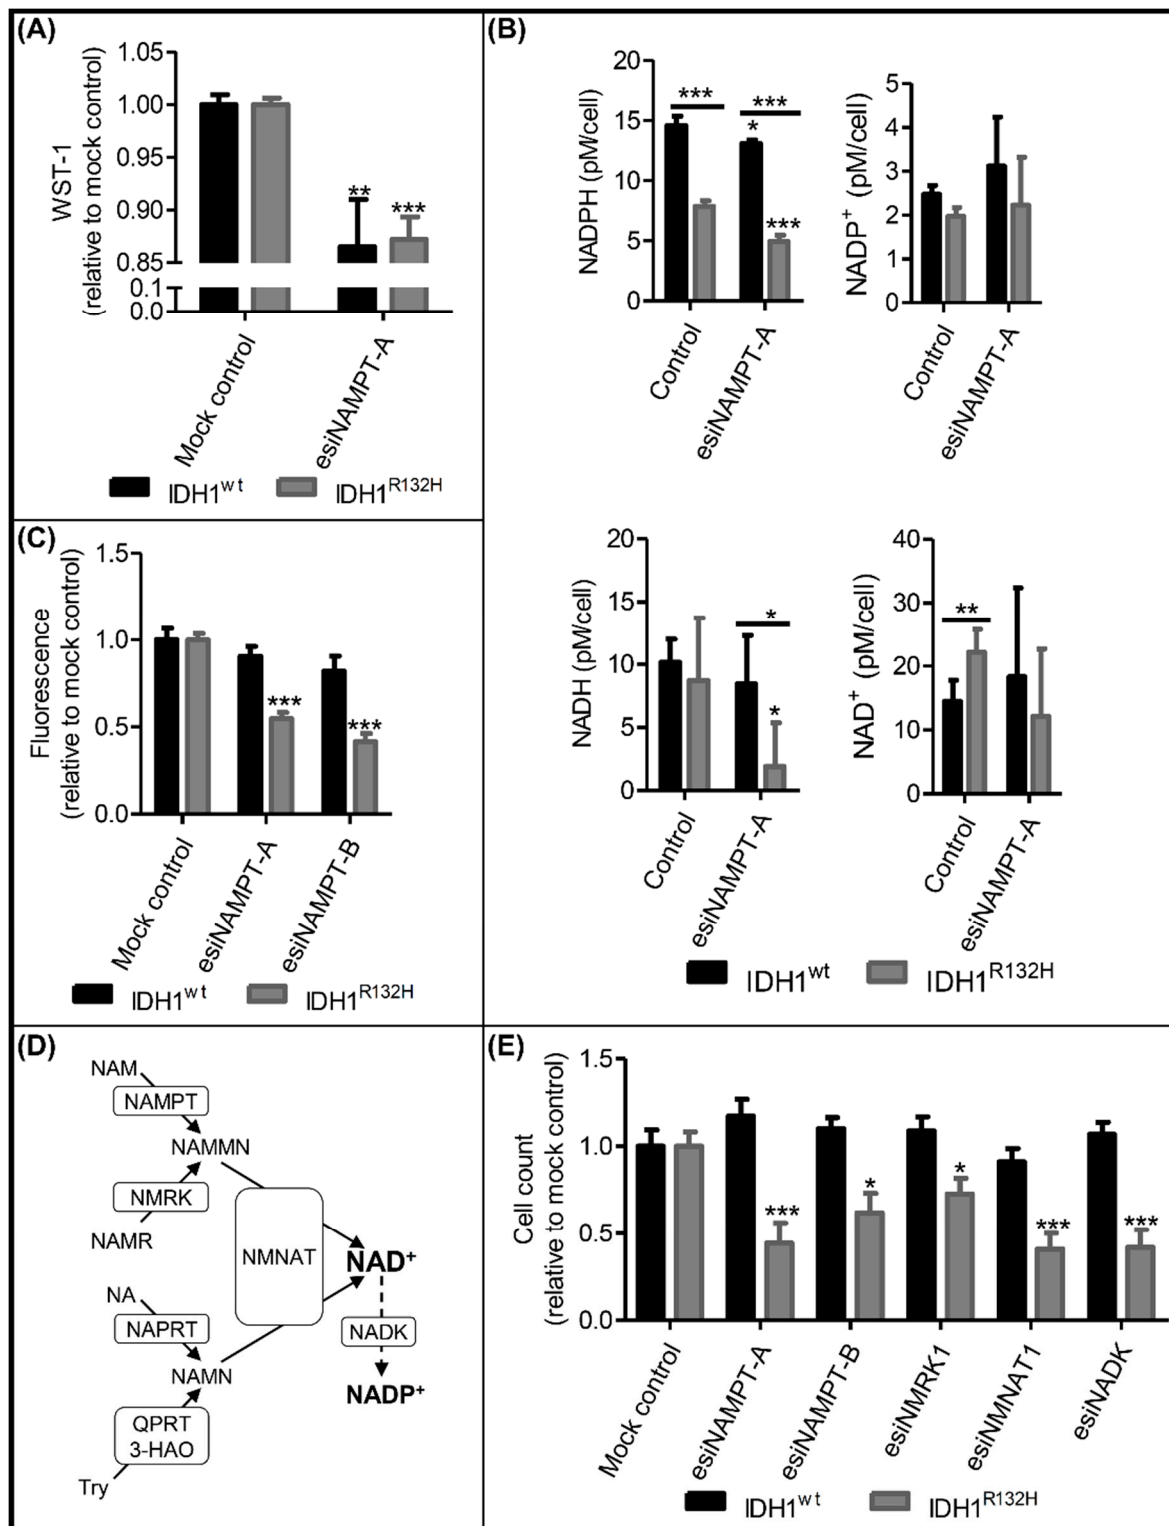 (A)
1.05
1.00
0.95
0.90
0.85
0.1
0.0
WST-1
(relative to mock control)
**
***
Mock control
esiNAMPT-A
IDH1wt
IDH1R132H
(B)
20
15
10
5
0
NADPH (pM/cell)
***
***
*
***
Control
esiNAMPT-A
5
4
3
2
1
0
NADP+ (pM/cell)
Control
esiNAMPT-A
20
15
10
5
0
NADH (pM/cell)
*
*
Control
esiNAMPT-A
40
30
20
10
0
NAD+ (pM/cell)
**
Control
esiNAMPT-A
IDH1wt
IDH1R132H
(C)
1.5
1.0
0.5
0.0
Fluorescence
(relative to mock control)
***
***
Mock control
esiNAMPT-A
esiNAMPT-B
IDH1wt
IDH1R132H
(D)
NAM
NAMPT
NAMMN
NMRK
NAMR
NMNAT
NAD+
NA
NAPRT
NADK
NAMN
NADP+
QPRT
3-HAO
Try
(E)
1.5
1.0
0.5
0.0
Cell count
(relative to mock control)
***
*
*
***
***
Mock control
esiNAMPT-A
esiNAMPT-B
esiNMRK1
esiNMNAT1
esiNADK
IDH1wt
IDH1R132H